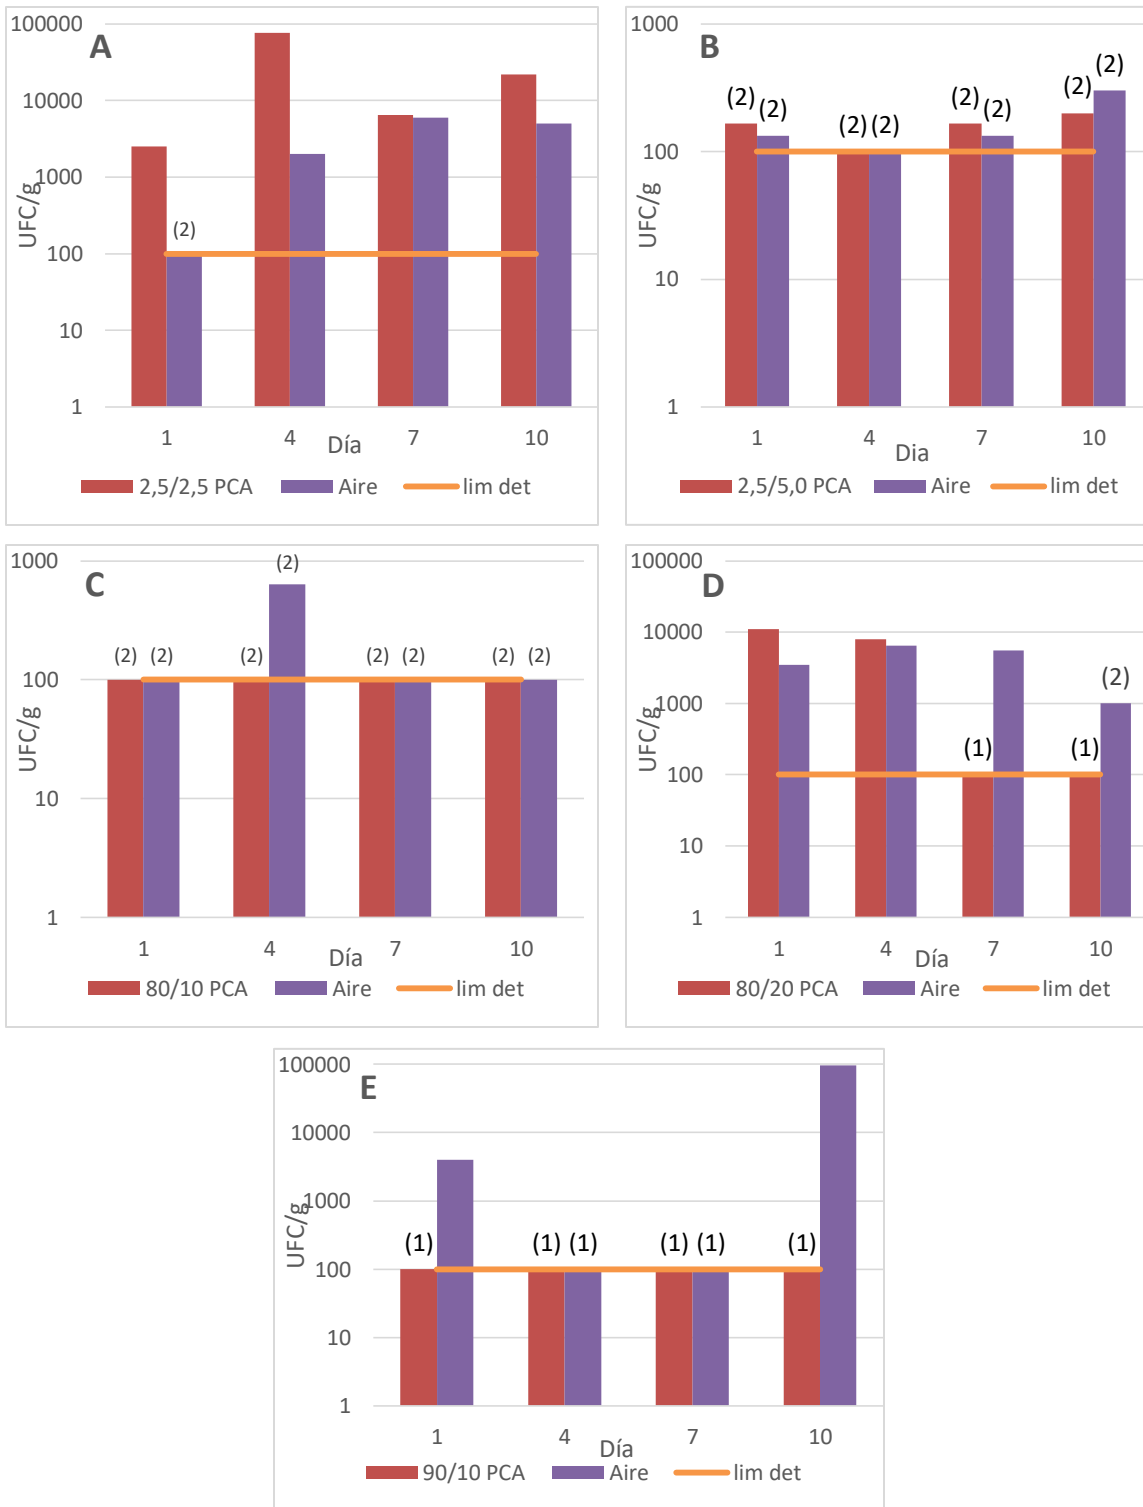 A
100000
10000
1000
100
10
1
UFC/g
(2)
1 4 7 10
Día
2,5/2,5 PCA Aire lim det
B
1000
100
10
1
UFC/g
(2) (2) (2) (2) (2) (2) (2) (2)
1 4 7 10
Dia
2,5/5,0 PCA Aire lim det
C
1000
100
10
1
UFC/g
(2) (2) (2) (2) (2) (2) (2) (2)
1 4 7 10
Día
80/10 PCA Aire lim det
D
100000
10000
1000
100
10
1
UFC/g
(1) (1) (2)
1 4 7 10
Día
80/20 PCA Aire lim det
E
100000
10000
1000
100
10
1
UFC/g
(1) (1) (1) (1) (1) (1)
1 4 7 10
Día
90/10 PCA Aire lim det